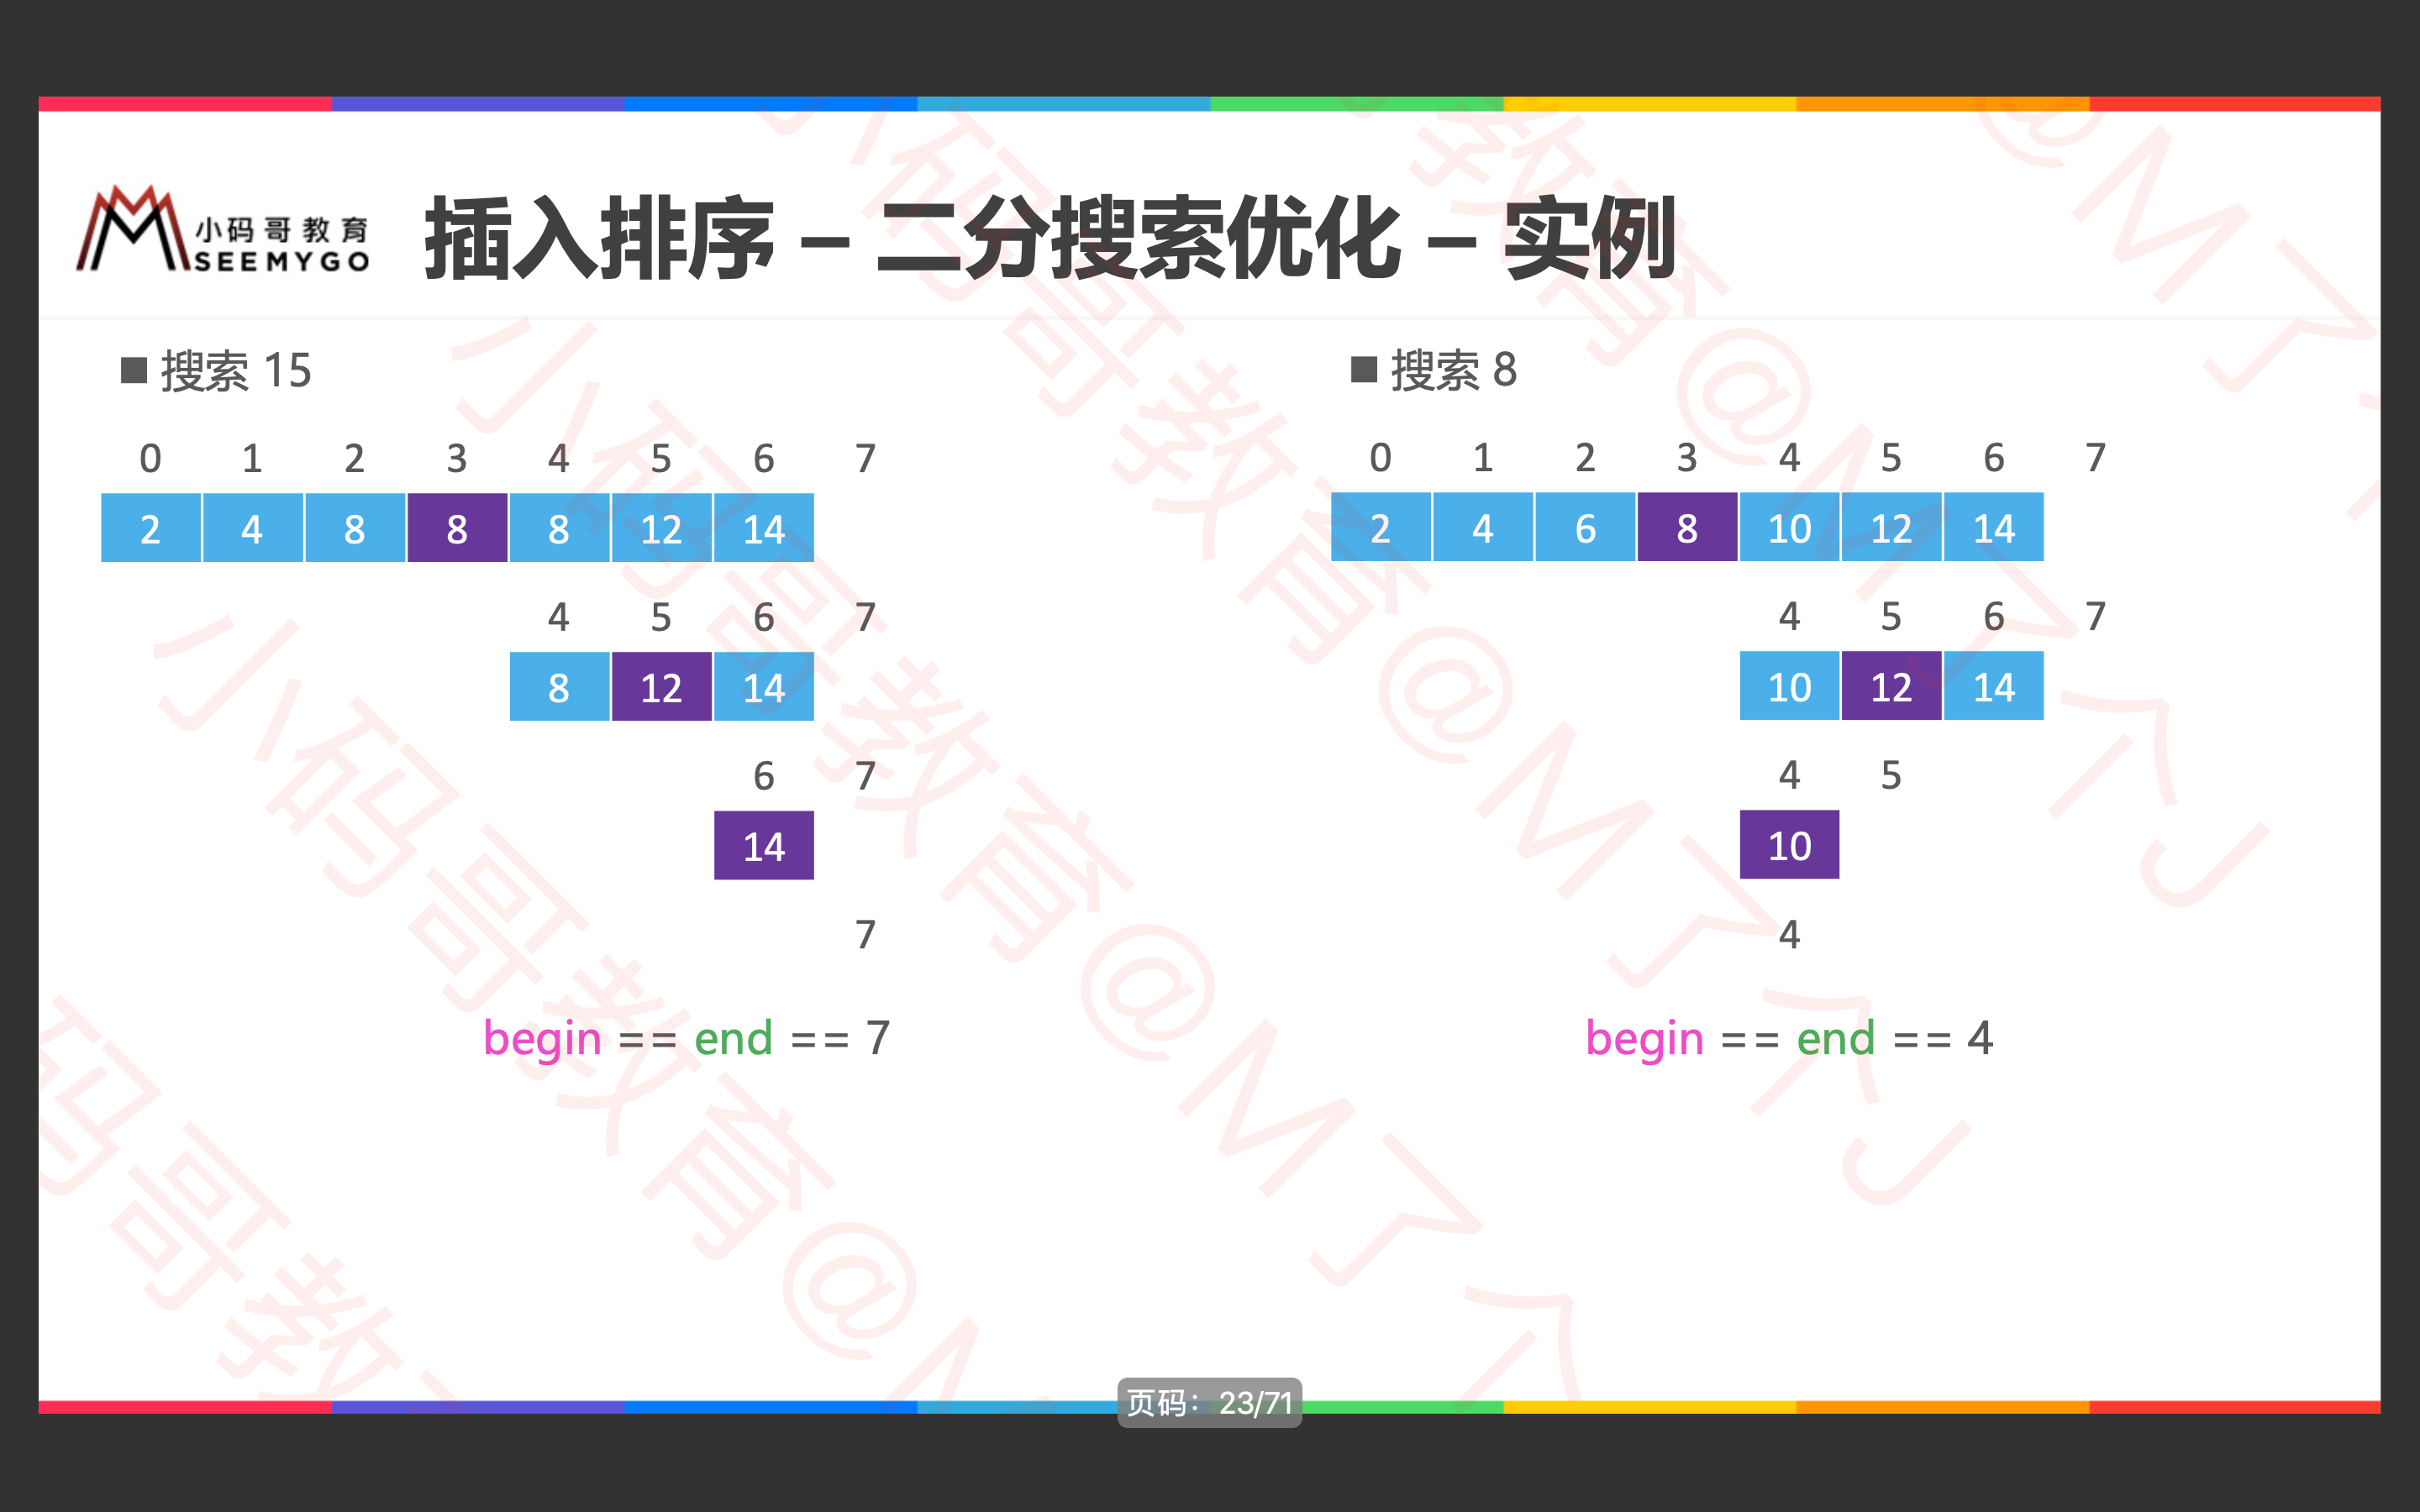 小码哥教育
SEEMYGO
插入排序 – 二分搜索优化 – 实例
■ 搜索 15
0 1 2 3 4 5 6 7
2 4 8 8 8 12 14
4 5 6 7
8 12 14
6 7
14
7
begin == end == 7
■ 搜索 8
0 1 2 3 4 5 6 7
2 4 6 8 10 12 14
4 5 6 7
10 12 14
4 5
10
4
begin == end == 4
小码哥教育@M了个J
页码：23/71